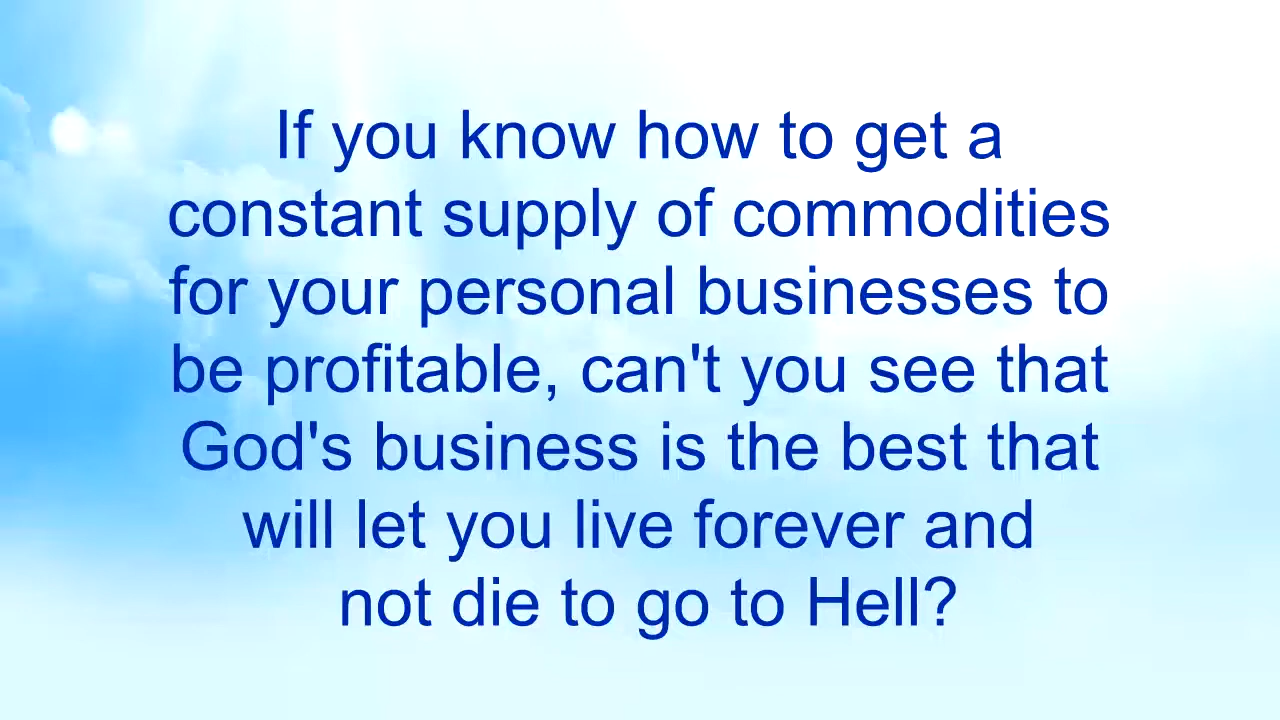 If you know how to get a
constant supply of commodities
for your personal businesses to
be profitable, can't you see that
God's business is the best that
will let you live forever and
not die to go to Hell?